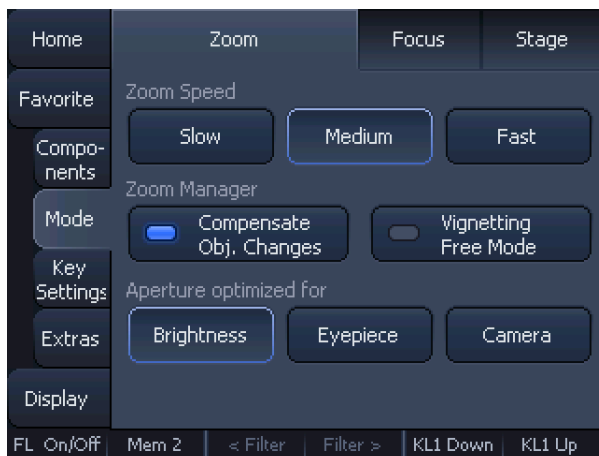 Home
Zoom
Focus
Stage
Favorite
Zoom Speed
Slow
Medium
Fast
Compo-
nents
Zoom Manager
Mode
Compensate
Obj. Changes
Vignetting
Free Mode
Key
Settings
Aperture optimized for
Extras
Brightness
Eyepiece
Camera
Display
FL On/Off
Mem 2
< Filter
Filter >
KL1 Down
KL1 Up